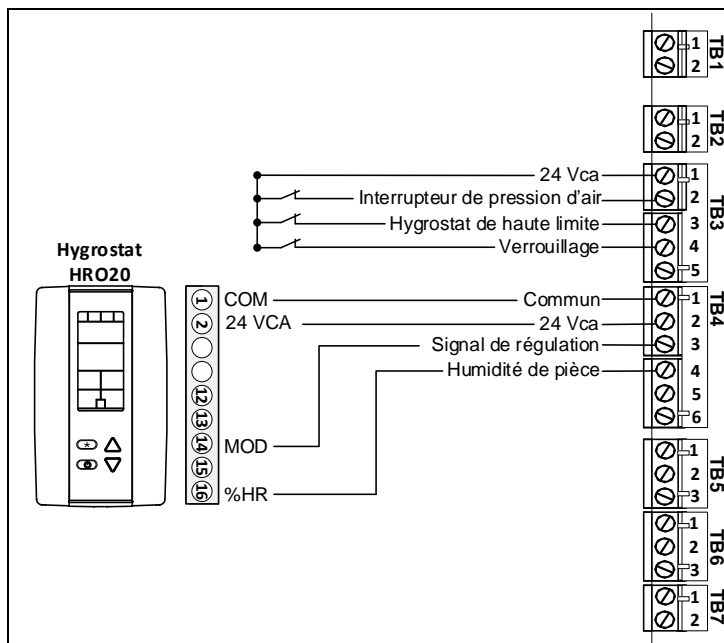 1
2
TB1
1
2
TB2
24 Vca
1
Interrupteur de pression d'air
2
Hygrostat de haute limite
3
Verrouillage
4
5
TB3
Hygrostat
HRO20
1
COM
Commun
1
2
24 VCA
24 Vca
2
Signal de régulation
3
Humidité de pièce
4
12
5
13
6
14
MOD
15
16
%HR
TB4
1
2
3
TB5
1
2
3
TB6
1
2
TB7